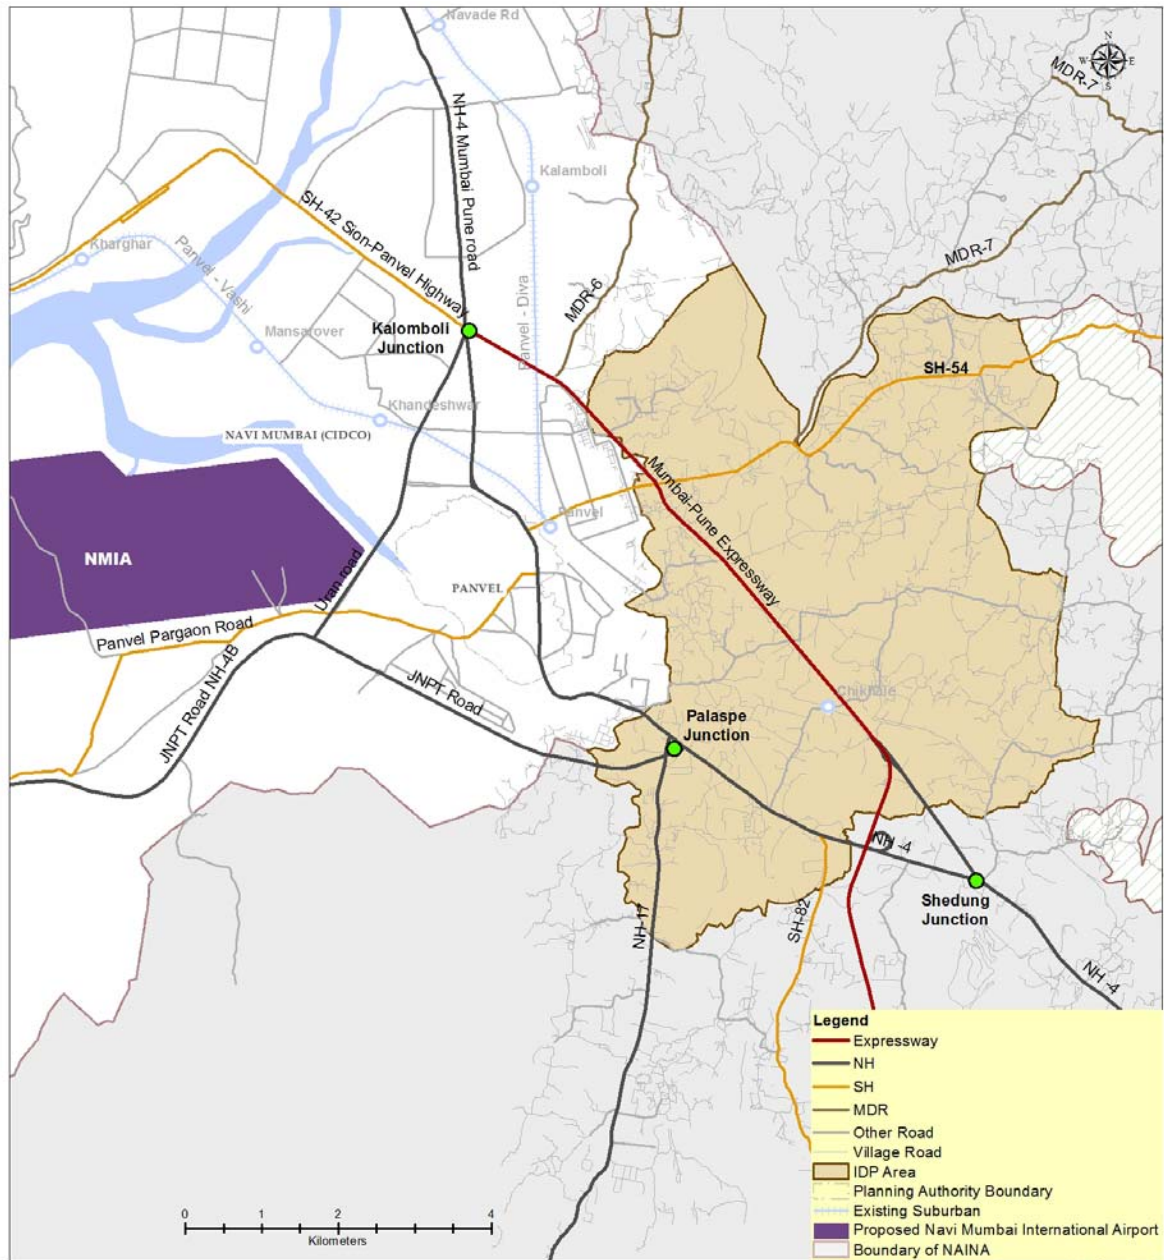 Navade Rd
N
W
E
S
MDR-7
NH-4 Mumbai Pune road
Kalamboli
SH-42 Sion-Panvel Highway
Kharghar
Panvel - Vashi
MDR-7
MDR-6
Panvel - Diva
Mansarover
Kalomboli
Junction
SH-54
Khandeshwar
NAVI MUMBAI (CIDCO)
Mumbai-Pune Expressway
Panvel
NMIA
Uran road
PANVEL
Panvel Pargaon Road
JNPT Road NH-4B
JNPT Road
Chikhale
Palaspe
Junction
NH -4
Shedung
Junction
NH-17
SH-82
NH -4
Legend
Expressway
NH
SH
MDR
Other Road
Village Road
IDP Area
Planning Authority Boundary
Existing Suburban
Proposed Navi Mumbai International Airport
Boundary of NAINA
0 1 2 4
Kilometers